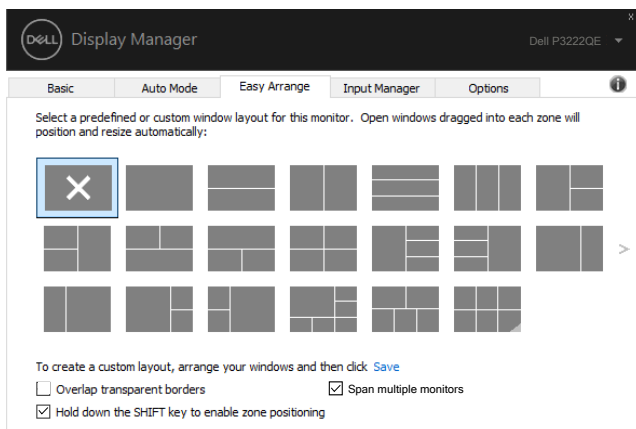 x
DELL Display Manager
Dell P3222QE
Basic Auto Mode Easy Arrange Input Manager Options
Select a predefined or custom window layout for this monitor. Open windows dragged into each zone will
position and resize automatically:
To create a custom layout, arrange your windows and then click Save
Overlap transparent borders Span multiple monitors
Hold down the SHIFT key to enable zone positioning